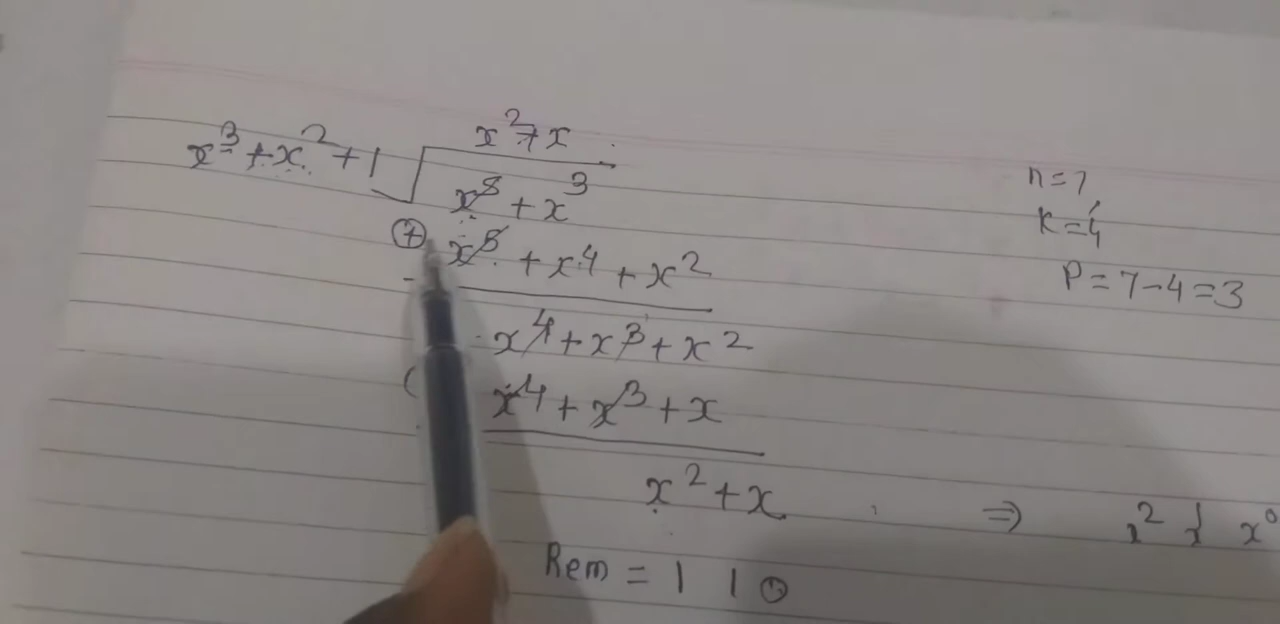 x² + x
x³ + x² + 1 x⁵ + x³
n = 7
k = 4
⊕ x⁵ + x⁴ + x²
P = 7 - 4 = 3
x⁴ + x³ + x²
x⁴ + x³ + x
x² + x
⇒ x² x⁰
Rem = 1 1 0